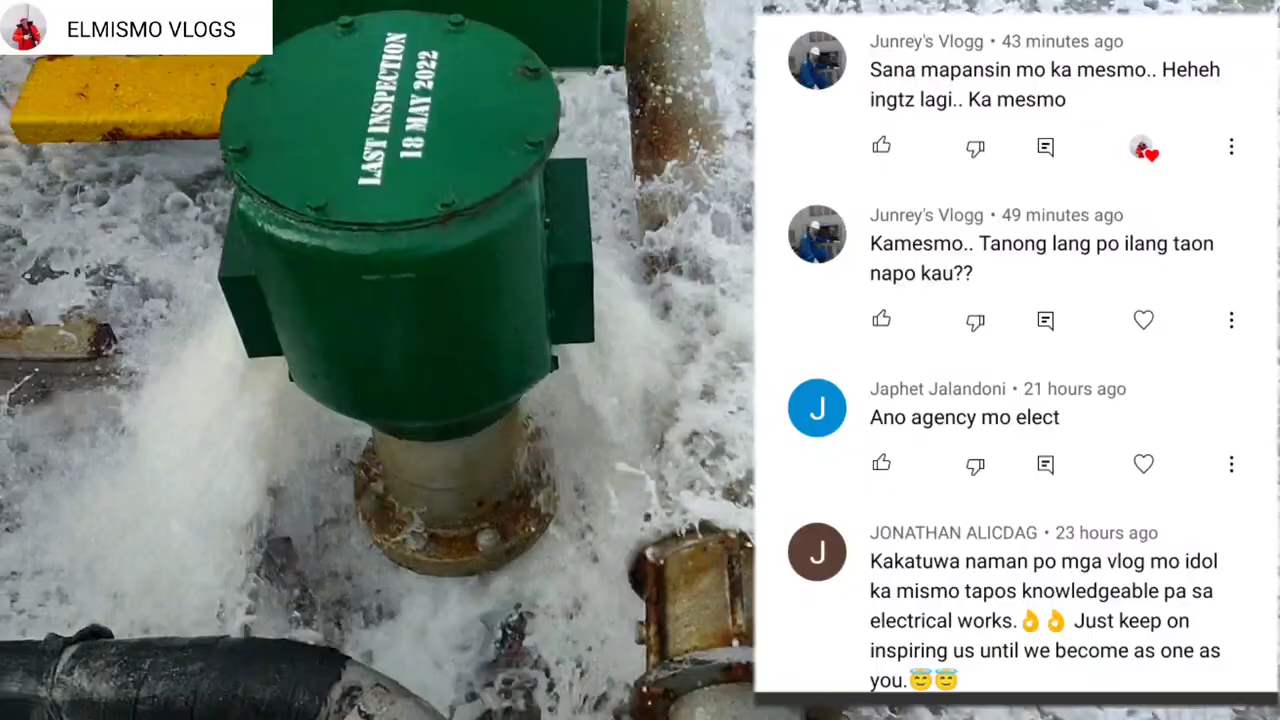 ELMISMO VLOGS
LAST INSPECTION
18 MAY 2022
Junrey's Vlogg • 43 minutes ago
Sana mapansin mo ka mesmo.. Heheh
ingtz lagi.. Ka mesmo
Junrey's Vlogg • 49 minutes ago
Kamesmo.. Tanong lang po ilang taon
napo kau??
J
Japhet Jalandoni • 21 hours ago
Ano agency mo elect
J
JONATHAN ALICDAG • 23 hours ago
Kakatuwa naman po mga vlog mo idol
ka mismo tapos knowledgeable pa sa
electrical works.👌👌 Just keep on
inspiring us until we become as one as
you.😇😇